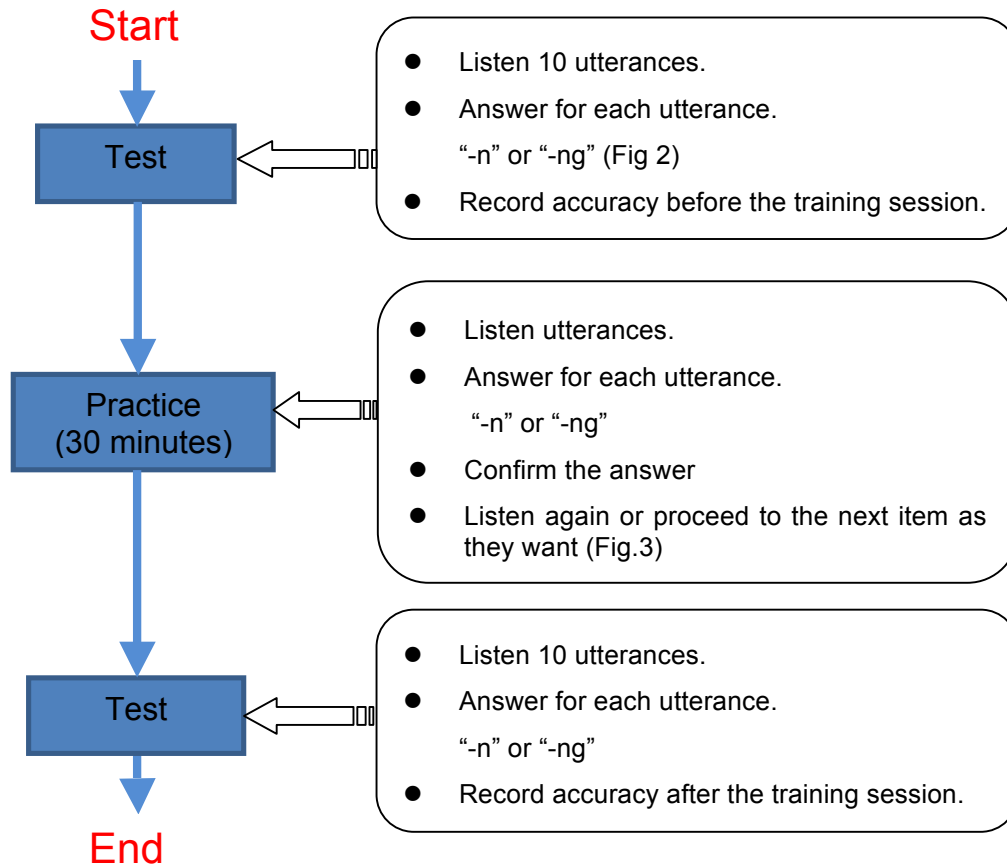 Start
Test
● Listen 10 utterances.
● Answer for each utterance.
“-n” or “-ng” (Fig 2)
● Record accuracy before the training session.
Practice
(30 minutes)
● Listen utterances.
● Answer for each utterance.
“-n” or “-ng”
● Confirm the answer
● Listen again or proceed to the next item as
they want (Fig.3)
Test
● Listen 10 utterances.
● Answer for each utterance.
“-n” or “-ng”
● Record accuracy after the training session.
End